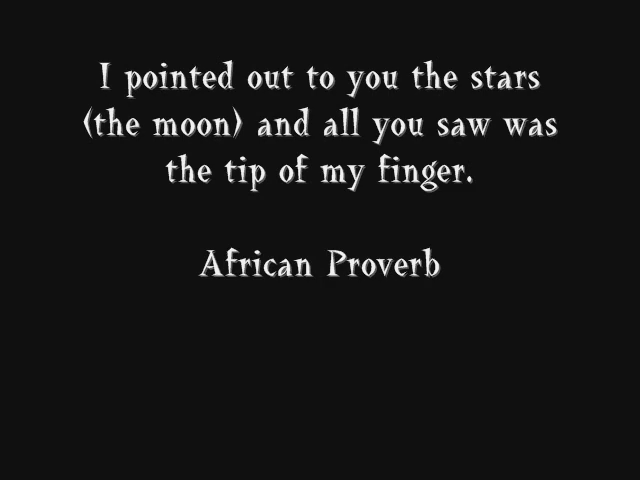 I pointed out to you the stars
(the moon) and all you saw was
the tip of my finger.
African Proverb